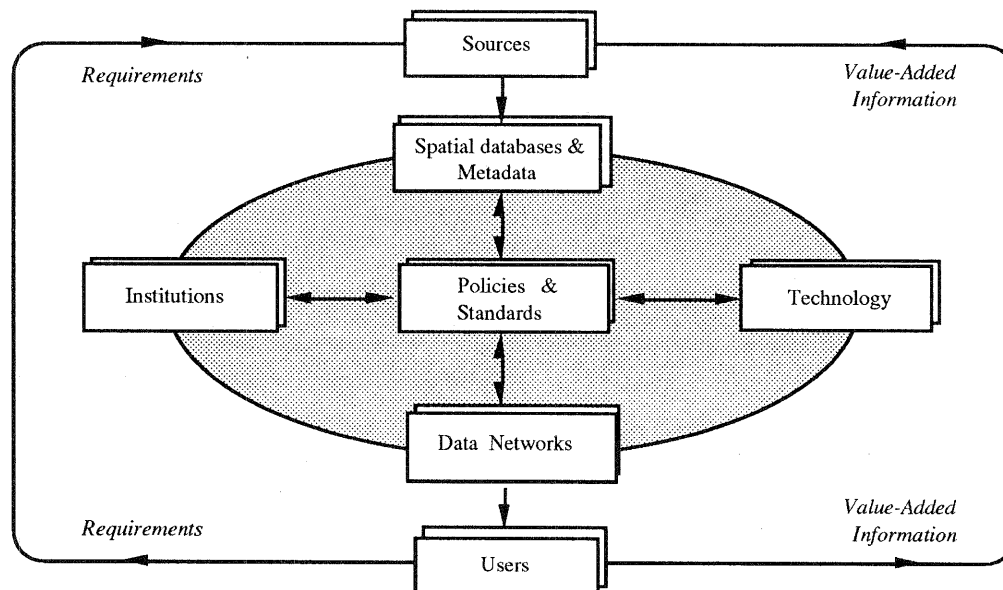 Sources
Requirements
Value-Added
Information
Spatial databases &
Metadata
Institutions
Policies &
Standards
Technology
Data Networks
Requirements
Value-Added
Information
Users